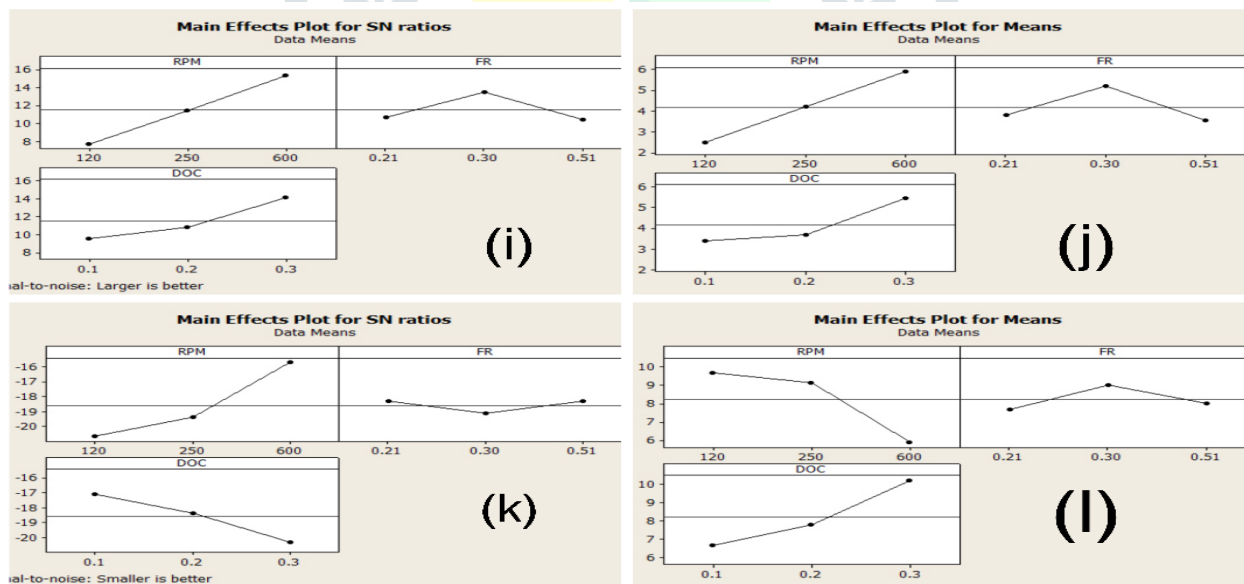 Main Effects Plot for SN ratios
Data Means
RPM FR
16
14
12
10
8
120 250 600 0.21 0.30 0.51
DOC
16
14
12
10
8
0.1 0.2 0.3
(i)
nal-to-noise: Larger is better
Main Effects Plot for Means
Data Means
RPM FR
6
5
4
3
2
120 250 600 0.21 0.30 0.51
DOC
6
5
4
3
2
0.1 0.2 0.3
(j)
Main Effects Plot for SN ratios
Data Means
RPM FR
-16
-17
-18
-19
-20
120 250 600 0.21 0.30 0.51
DOC
-16
-17
-18
-19
-20
0.1 0.2 0.3
(k)
nal-to-noise: Smaller is better
Main Effects Plot for Means
Data Means
RPM FR
10
9
8
7
6
120 250 600 0.21 0.30 0.51
DOC
10
9
8
7
6
0.1 0.2 0.3
(l)